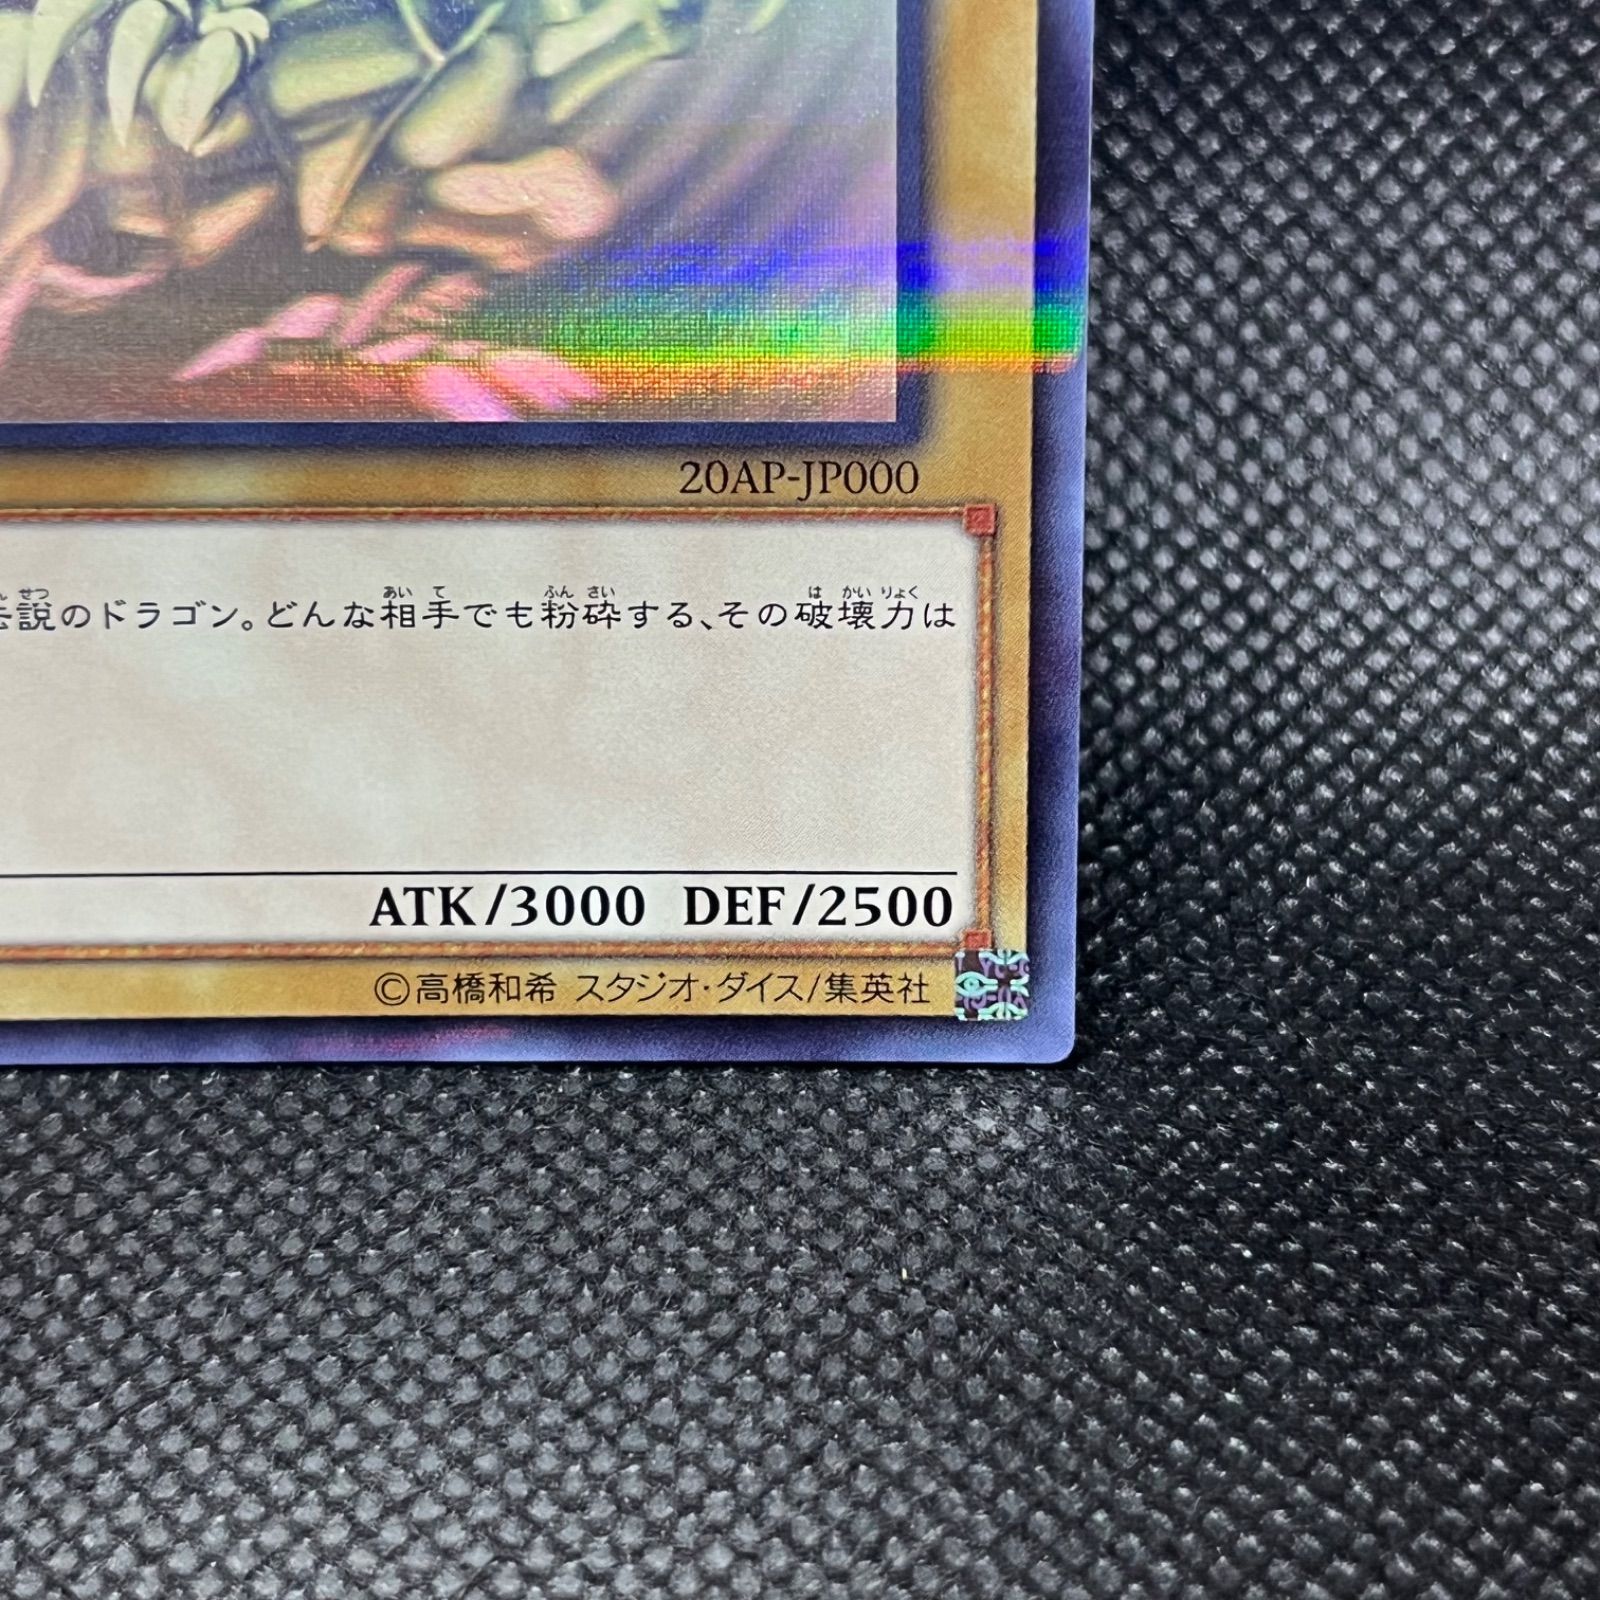 20AP-JP000
説のドラゴン。どんな相手でも粉砕する、その破壊力は
ATK/3000 DEF/2500
©高橋和希 スタジオ・ダイス/集英社